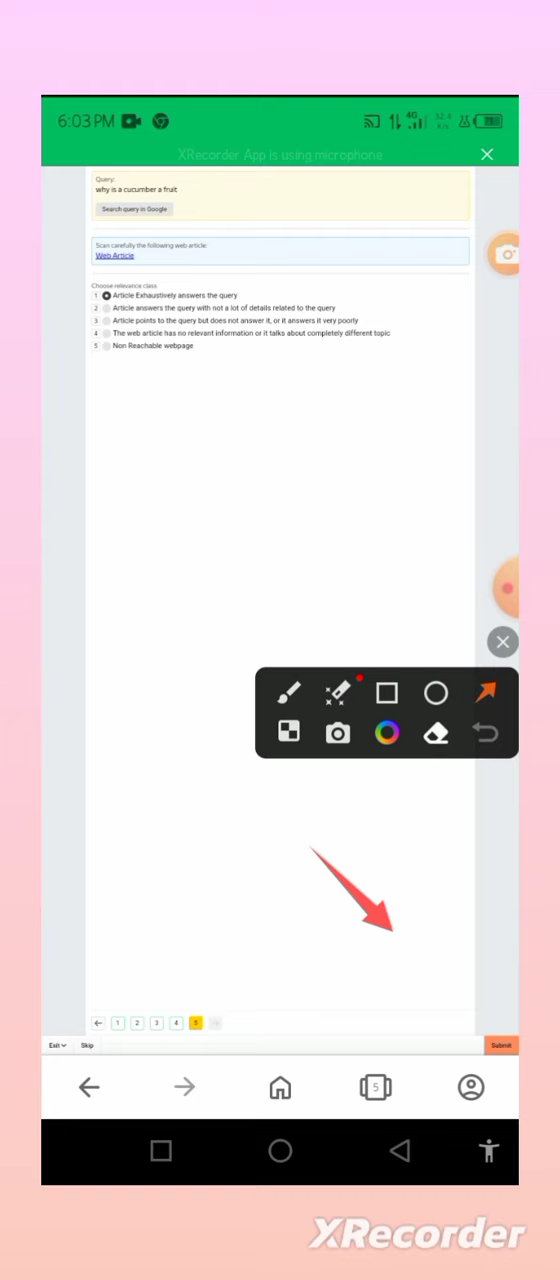 6:03 PM 4G 32.4 K/s
XRecorder App is using microphone
Query:
why is a cucumber a fruit
Search query in Google
Scan carefully the following web article:
Web Article
Choose relevance class
1 Article Exhaustively answers the query
2 Article answers the query with not a lot of details related to the query
3 Article points to the query but does not answer it, or it answers it very poorly
4 The web article has no relevant information or it talks about completely different topic
5 Non Reachable webpage
1 2 3 4 5
Exit Skip Submit
5
XRecorder